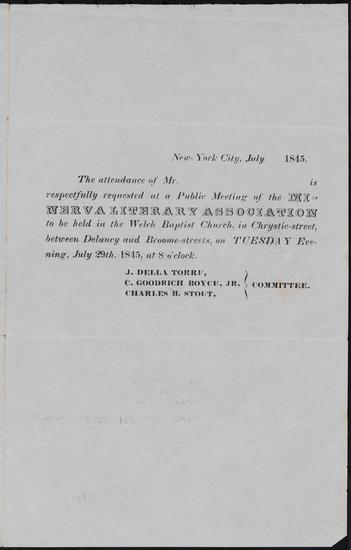 New-York City, July 1845.
The attendance of Mr. is
respectfully requested at a Public Meeting of the MI-
NERVA LITERARY ASSOCIATION
to be held in the Welch Baptist Church, in Chrystie-street,
between Delancy and Broome-streets, on TUESDAY Eve-
ning, July 29th, 1845, at 8 o'clock.
J. DELLA TORRE,
C. GOODRICH BOYCE, JR. COMMITTEE.
CHARLES H. STOUT,